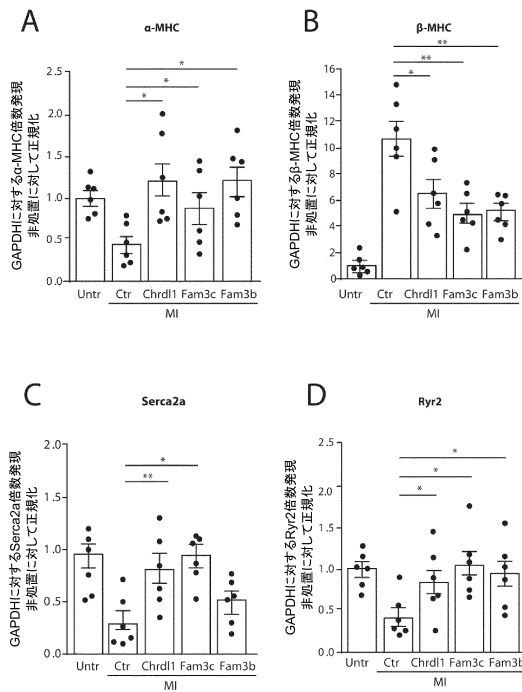 A
α-MHC
GAPDHに対するα-MHC倍数発現
非処置に対して正規化
2.5
2.0
1.5
1.0
0.5
0.0
*
*
*
Untr Ctr Chrdl1 Fam3c Fam3b
MI
B
β-MHC
GAPDHに対するβ-MHC倍数発現
非処置に対して正規化
16
14
12
10
8
6
4
2
0
**
**
*
Untr Ctr Chrdl1 Fam3c Fam3b
MI
C
Serca2a
GAPDHに対するSerca2a倍数発現
非処置に対して正規化
2.0
1.5
1.0
0.5
0.0
*
**
Untr Ctr Chrdl1 Fam3c Fam3b
MI
D
Ryr2
GAPDHに対するRyr2倍数発現
非処置に対して正規化
2.5
2.0
1.5
1.0
0.5
0.0
*
*
*
Untr Ctr Chrdl1 Fam3c Fam3b
MI